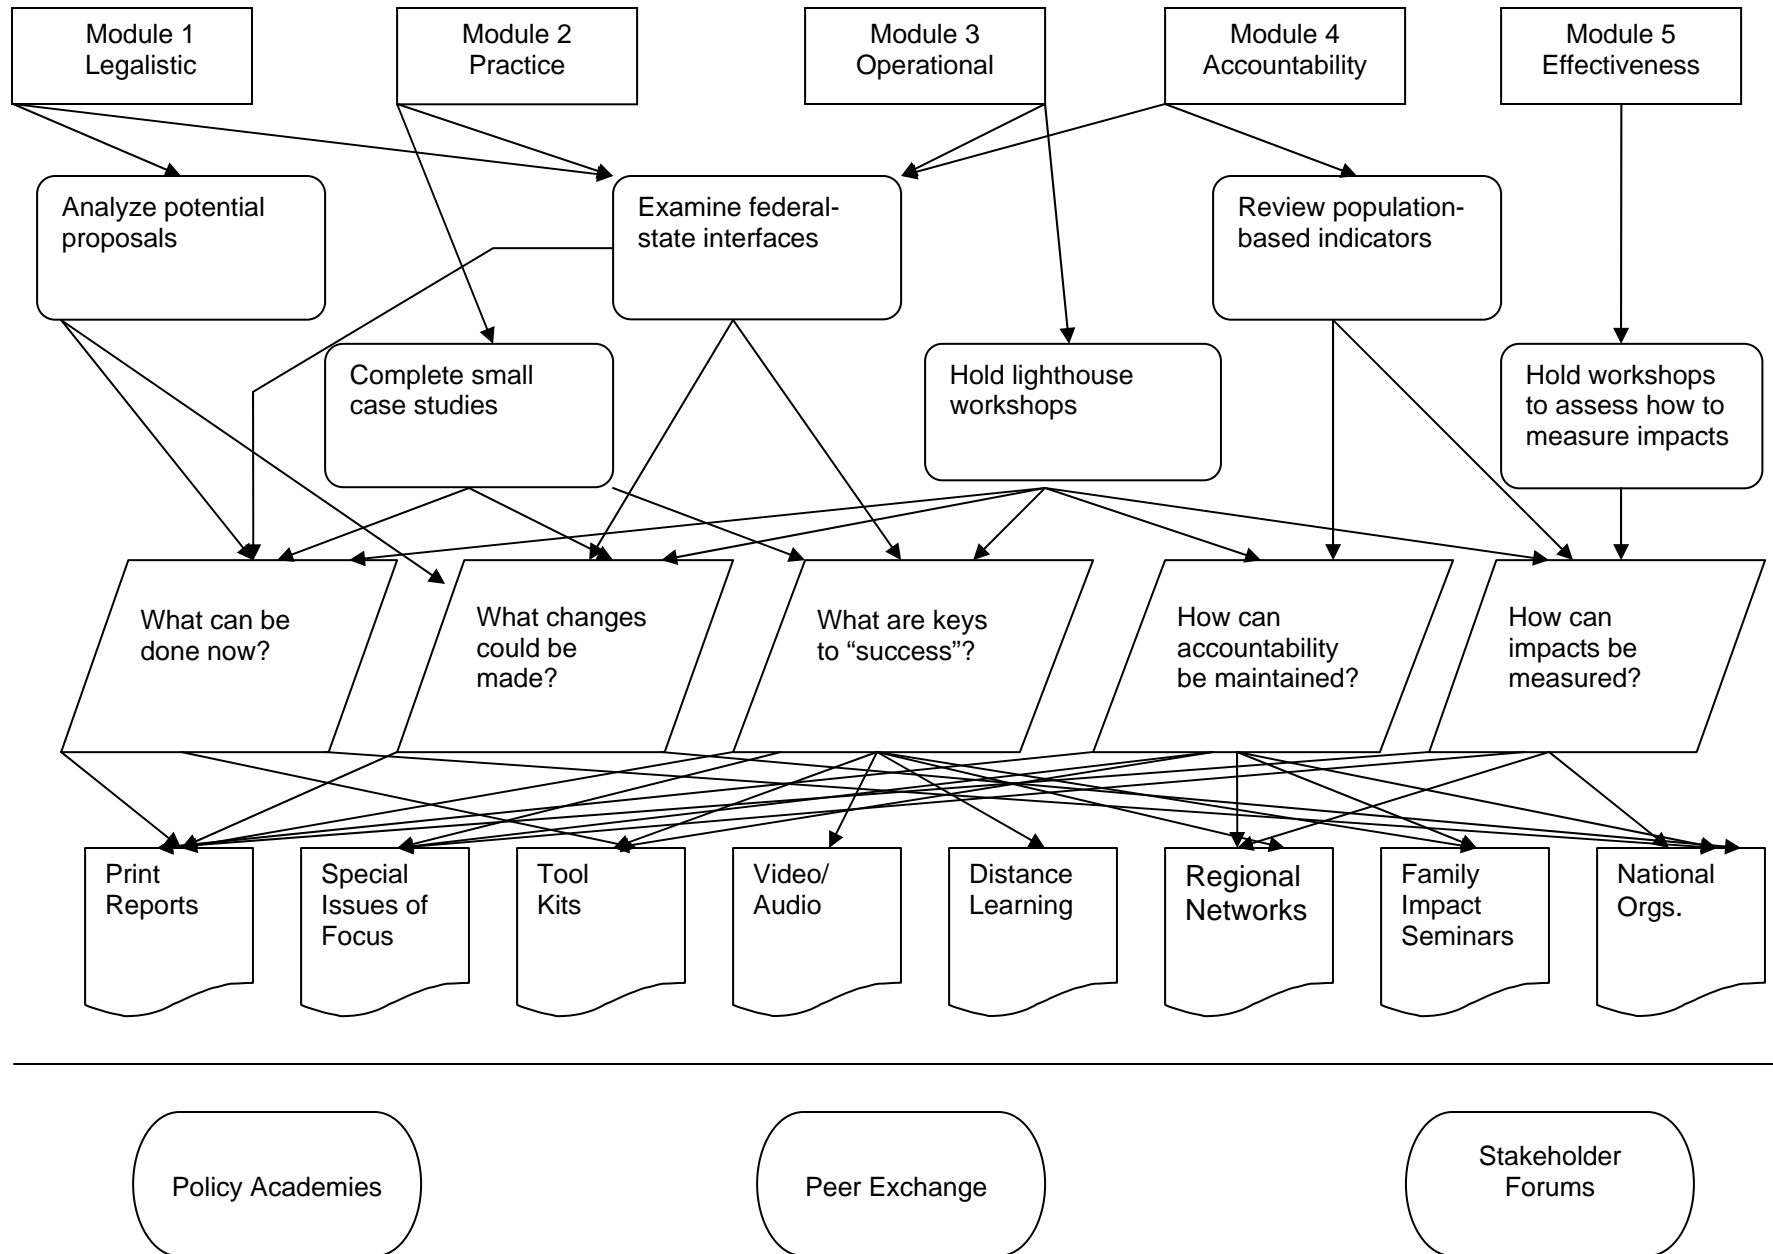 Module 1
Legalistic
Module 2
Practice
Module 3
Operational
Module 4
Accountability
Module 5
Effectiveness
Analyze potential
proposals
Examine federal-
state interfaces
Review population-
based indicators
Complete small
case studies
Hold lighthouse
workshops
Hold workshops
to assess how to
measure impacts
What can be
done now?
What changes
could be
made?
What are keys
to “success”?
How can
accountability
be maintained?
How can
impacts be
measured?
Print
Reports
Special
Issues of
Focus
Tool
Kits
Video/
Audio
Distance
Learning
Regional
Networks
Family
Impact
Seminars
National
Orgs.
Policy Academies
Peer Exchange
Stakeholder
Forums